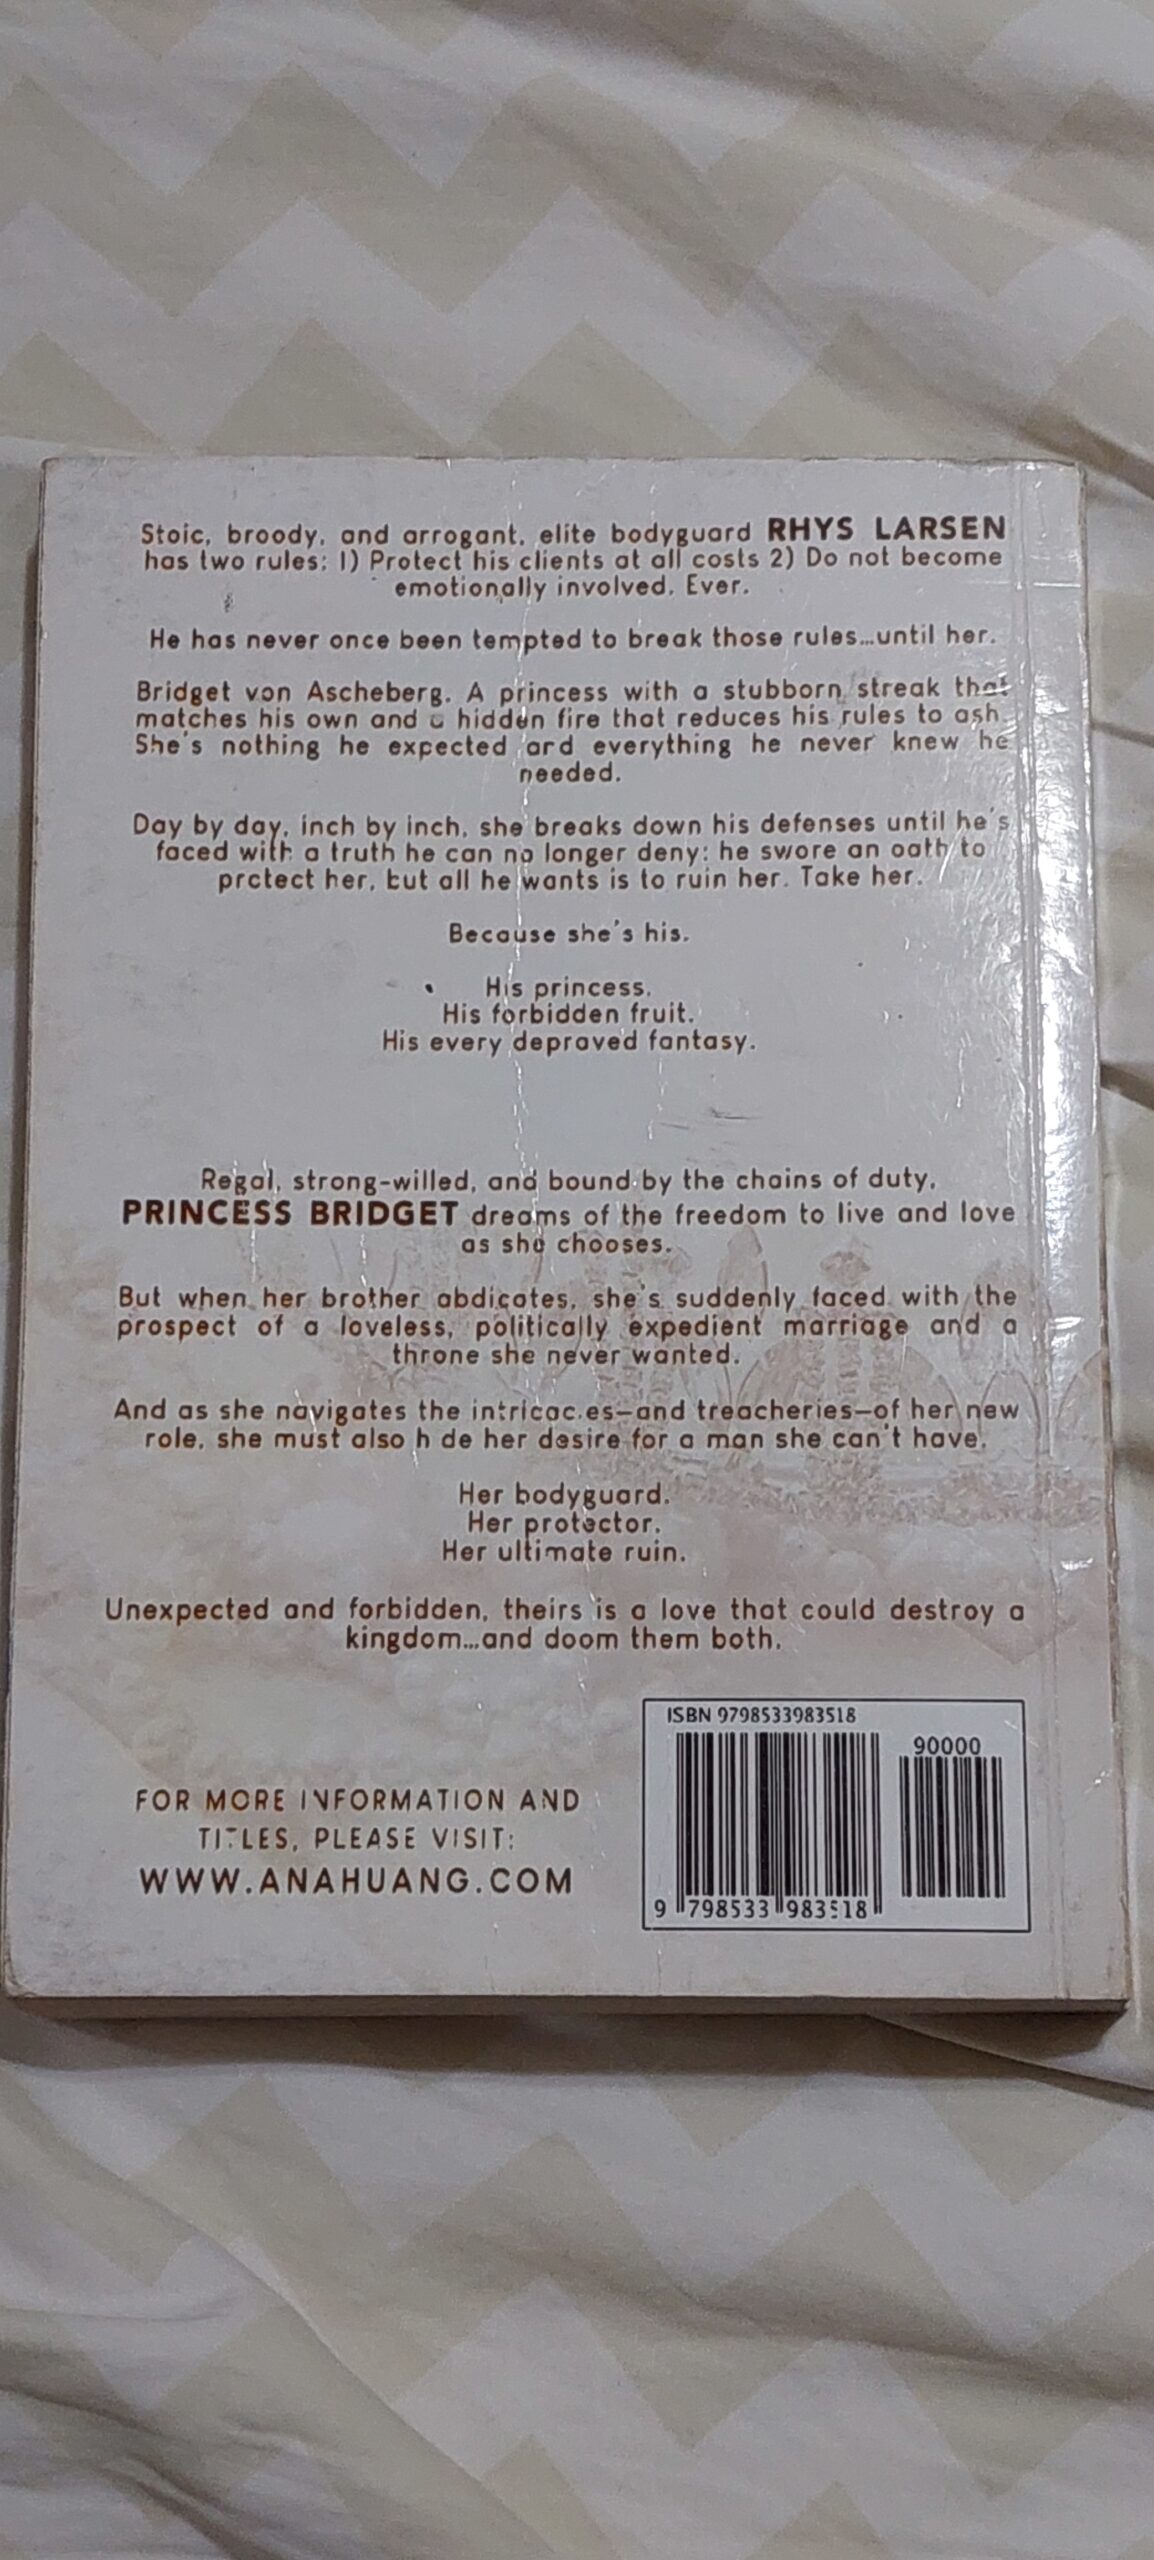 Stoic, broody, and arrogant, elite bodyguard RHYS LARSEN
has two rules: 1) Protect his clients at all costs 2) Do not become
emotionally involved. Ever.
He has never once been tempted to break those rules...until her.
Bridget von Ascheberg. A princess with a stubborn streak that
matches his own and a hidden fire that reduces his rules to ash.
She's nothing he expected and everything he never knew he
needed.
Day by day, inch by inch, she breaks down his defenses until he's
faced with a truth he can no longer deny: he swore an oath to
protect her, but all he wants is to ruin her. Take her.
Because she's his.
His princess.
His forbidden fruit.
His every depraved fantasy.
Regal, strong-willed, and bound by the chains of duty,
PRINCESS BRIDGET dreams of the freedom to live and love
as she chooses.
But when her brother abdicates, she's suddenly faced with the
prospect of a loveless, politically expedient marriage and a
throne she never wanted.
And as she navigates the intricacies—and treacheries—of her new
role, she must also hide her desire for a man she can't have.
Her bodyguard.
Her protector.
Her ultimate ruin.
Unexpected and forbidden, theirs is a love that could destroy a
kingdom...and doom them both.
FOR MORE INFORMATION AND
TITLES, PLEASE VISIT:
WWW.ANAHUANG.COM
ISBN 9798533983518
90000
9 798533 983518